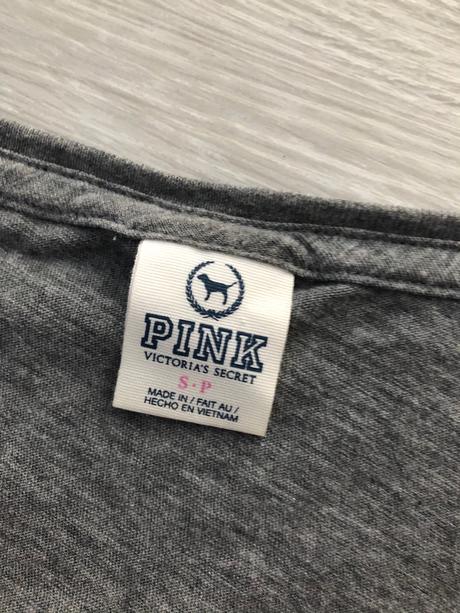 PINK
VICTORIA'S SECRET
S·P
MADE IN / FAIT AU /
HECHO EN VIETNAM